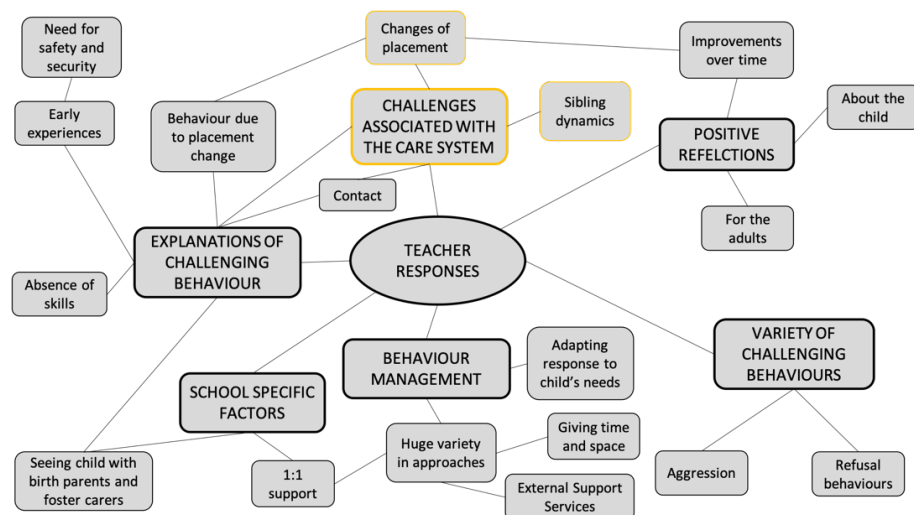 Need for
safety and
security
Changes of
placement
Improvements
over time
Early
experiences
Behaviour due
to placement
change
CHALLENGES
ASSOCIATED WITH
THE CARE SYSTEM
Sibling
dynamics
About the
child
POSITIVE
REFELCTIONS
Contact
For the
adults
EXPLANATIONS OF
CHALLENGING
BEHAVIOUR
TEACHER
RESPONSES
Absence of
skills
VARIETY OF
CHALLENGING
BEHAVIOURS
BEHAVIOUR
MANAGEMENT
Adapting
response to
child's needs
SCHOOL SPECIFIC
FACTORS
Giving time
and space
Huge variety
in approaches
Seeing child with
birth parents and
foster carers
1:1
support
External Support
Services
Aggression
Refusal
behaviours